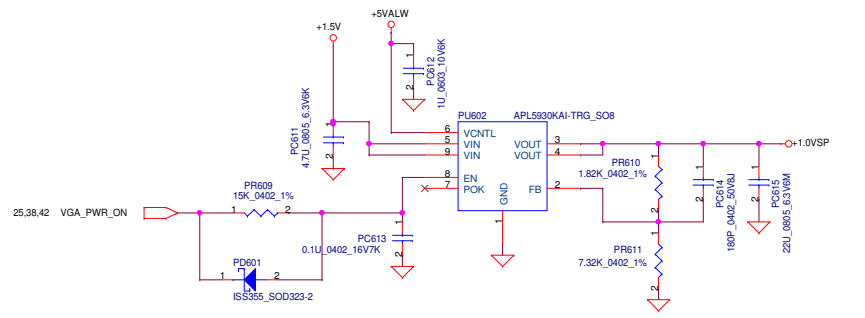 +5VALW
+1.5V
1
2
PC612
1U_0603_10V6K
PU602
APL5930KAI-TRG_SO8
1
2
PC611
4.7U_0805_6.3V6K
6
VCNTL
5
VIN
9
VIN
VOUT
3
VOUT
4
+1.0VSP
8
EN
7
POK
GND
1
FB
2
PR610
1.82K_0402_1%
1
2
1
2
PC614
180P_0402_50V8J
1
2
PC615
22U_0805_6.3V6M
PR609
15K_0402_1%
25,38,42 VGA_PWR_ON
1
2
PC613
0.1U_0402_16V7K
1
2
PR611
7.32K_0402_1%
1
2
PD601
1
2
ISS355_SOD323-2